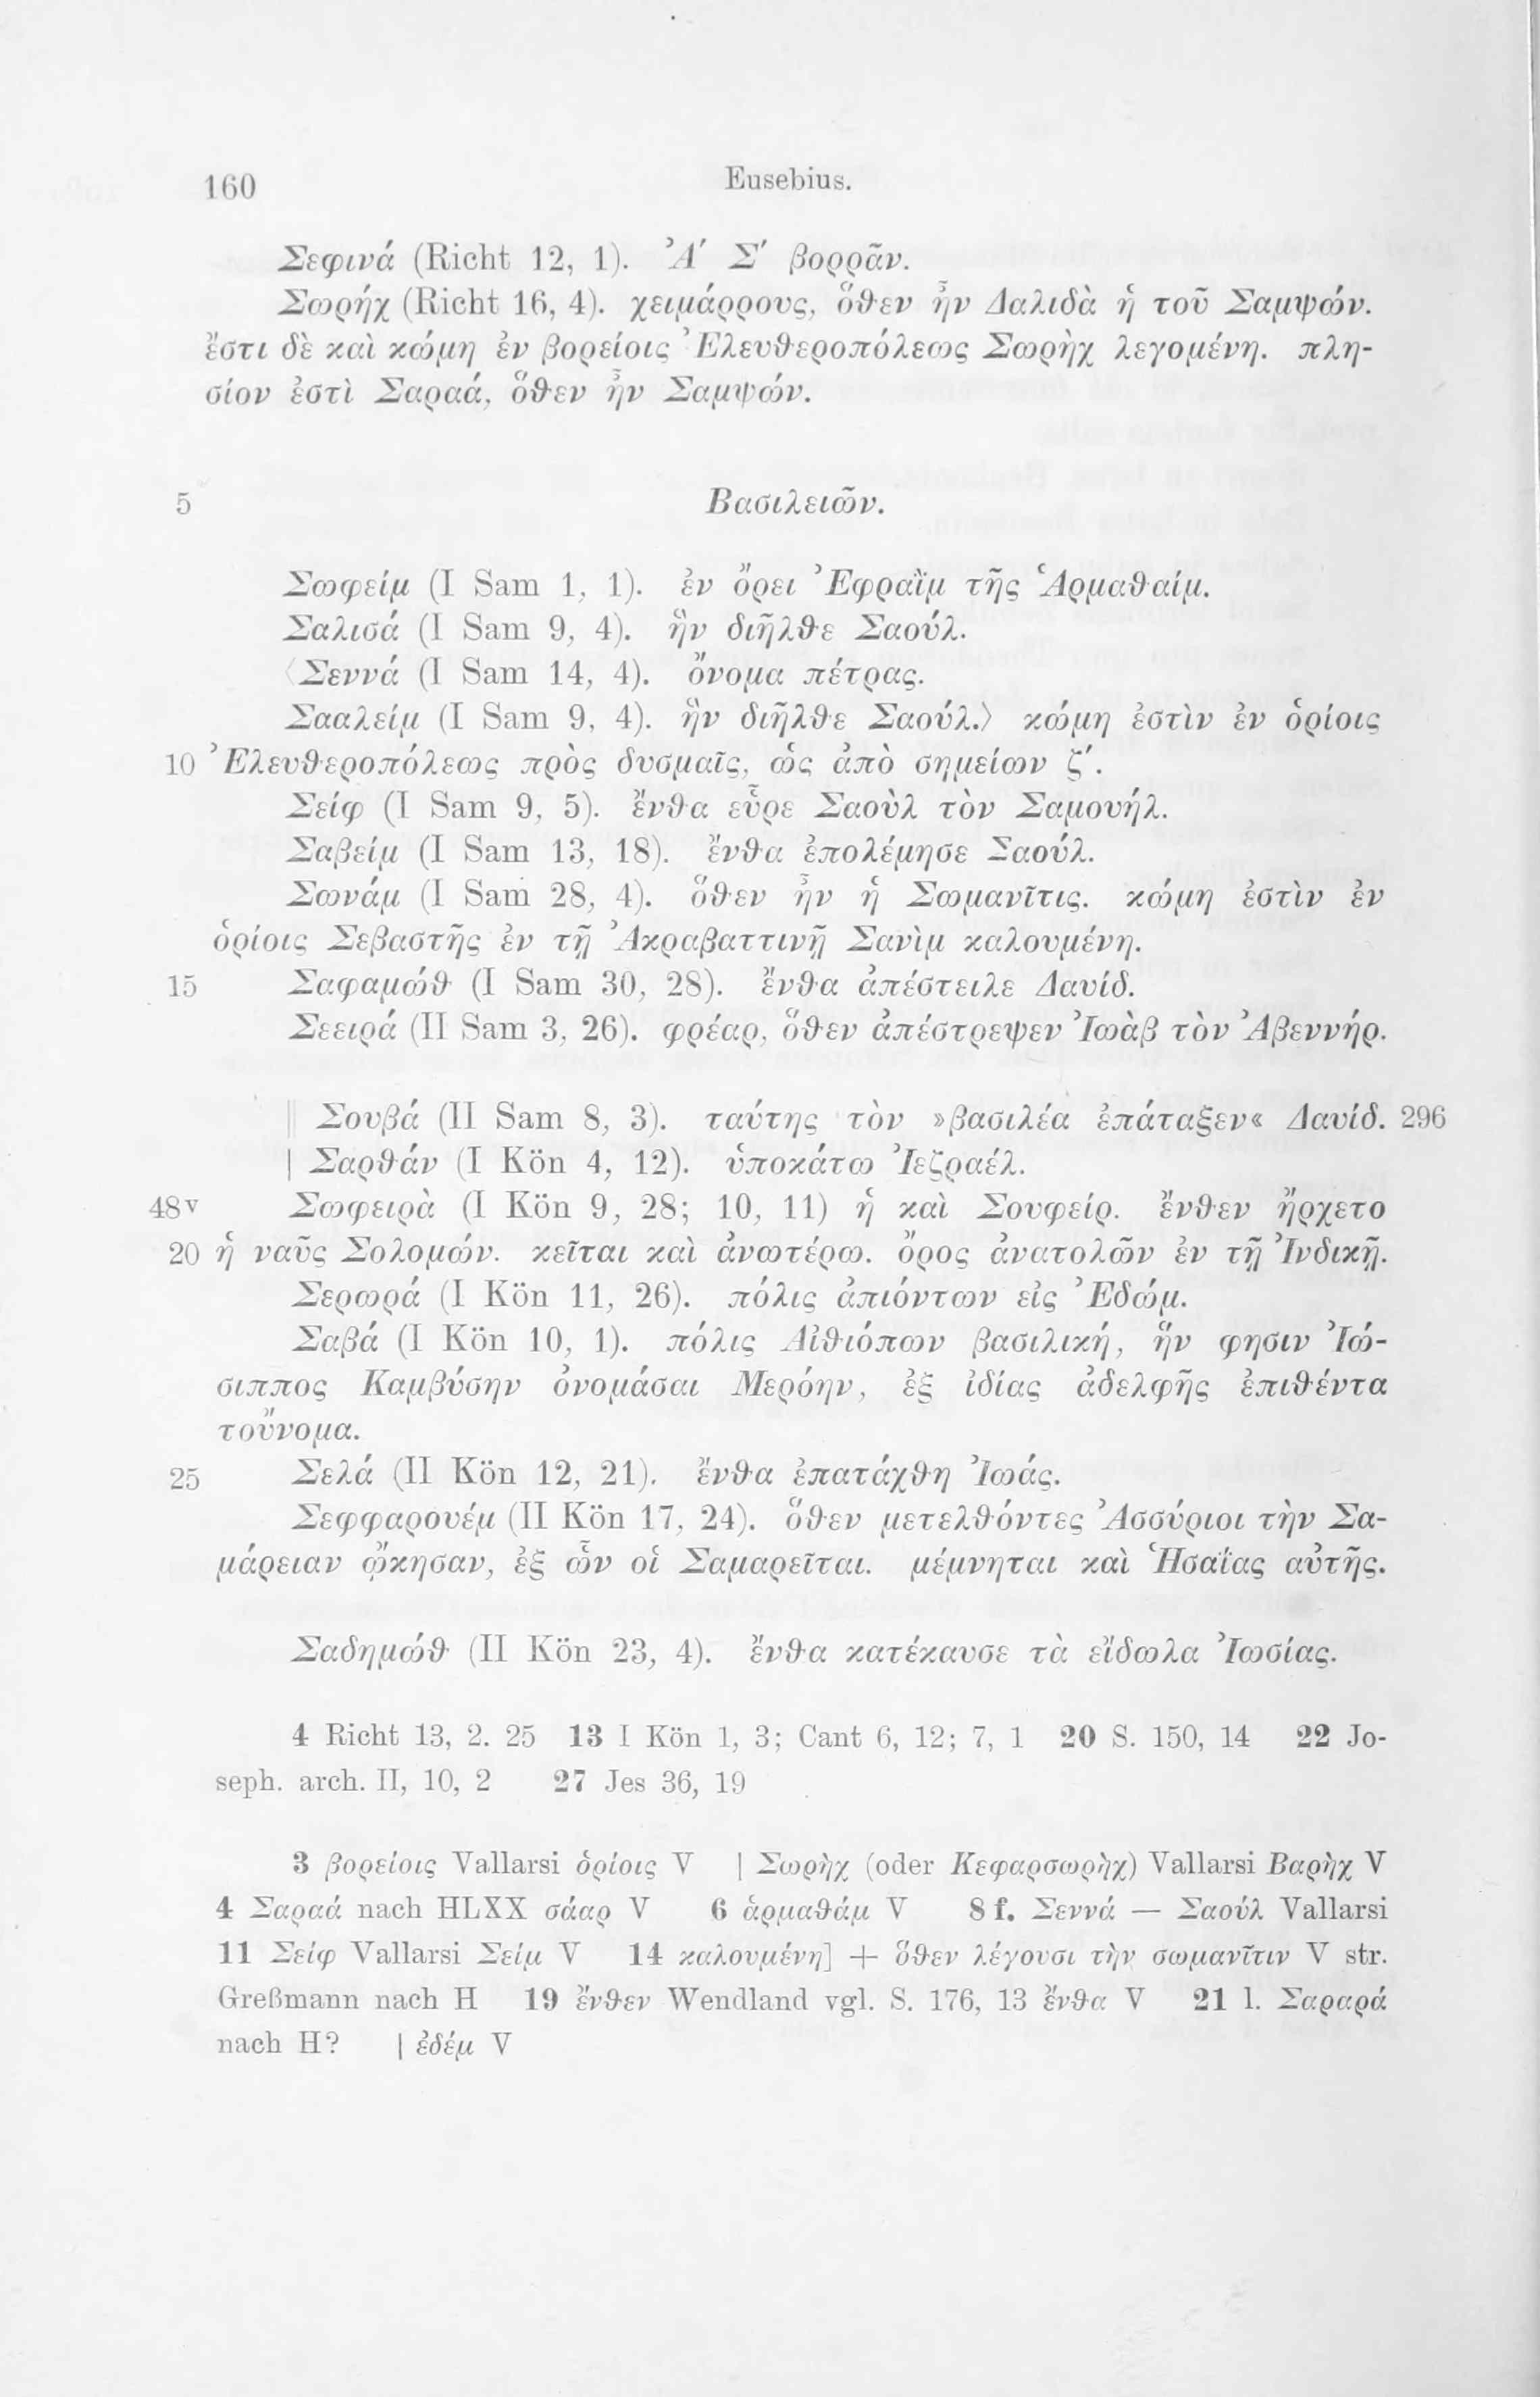 160 Eusebius.
Σεφινά (Richt 12, 1). Ἀ′ Σ′ βορρᾶν.
Σωρήχ (Richt 16, 4). χειμάρρους, ὅθεν ἦν Δαλιδὰ ἡ τοῦ Σαμψών.
ἔστι δὲ καὶ κώμη ἐν βορείοις Ἐλευθεροπόλεως Σωρὴχ λεγομένη. πλη-
σίον ἐστὶ Σαραά, ὅθεν ἦν Σαμψών.
5 Βασιλειῶν.
Σωφείμ (I Sam 1, 1). ἐν ὄρει Ἐφραῒμ τῆς Ἁρμαθαίμ.
Σαλισά (I Sam 9, 4). ἣν διῆλθε Σαούλ.
〈Σεννά (I Sam 14, 4). ὄνομα πέτρας.
Σααλείμ (I Sam 9, 4). ἣν διῆλθε Σαούλ.〉 κώμη ἐστὶν ἐν ὁρίοις
10 Ἐλευθεροπόλεως πρὸς δυσμαῖς, ὡς ἀπὸ σημείων ζ′.
Σείφ (I Sam 9, 5). ἔνθα εὗρε Σαοὺλ τὸν Σαμουήλ.
Σαβείμ (I Sam 13, 18). ἔνθα ἐπολέμησε Σαούλ.
Σωνάμ (I Sam 28, 4). ὅθεν ἦν ἡ Σωμανῖτις. κώμη ἐστὶν ἐν
ὁρίοις Σεβαστῆς ἐν τῇ Ἀκραβαττινῇ Σανὶμ καλουμένη.
15 Σαφαμώθ (I Sam 30, 28). ἔνθα ἀπέστειλε Δαυίδ.
Σεειρά (II Sam 3, 26). φρέαρ, ὅθεν ἀπέστρεψεν Ἰωὰβ τὸν Ἀβεννήρ.
‖ Σουβά (II Sam 8, 3). ταύτης τὸν »βασιλέα ἐπάταξεν« Δαυίδ. 296
| Σαρθάν (I Kön 4, 12). ὑποκάτω Ἰεζραέλ.
48v Σωφειρὰ (I Kön 9, 28; 10, 11) ἡ καὶ Σουφείρ. ἔνθεν ἤρχετο
20 ἡ ναῦς Σολομών. κεῖται καὶ ἀνωτέρω. ὄρος ἀνατολῶν ἐν τῇ Ἰνδικῇ.
Σερωρά (I Kön 11, 26). πόλις ἀπιόντων εἰς Ἐδώμ.
Σαβά (I Kön 10, 1). πόλις Αἰθιόπων βασιλική, ἥν φησιν Ἰώ-
σιππος Καμβύσην ὀνομάσαι Μερόην, ἐξ ἰδίας ἀδελφῆς ἐπιθέντα
τοὔνομα.
25 Σελά (II Kön 12, 21). ἔνθα ἐπατάχθη Ἰωάς.
Σεφφαρουέμ (II Kön 17, 24). ὅθεν μετελθόντες Ἀσσύριοι τὴν Σα-
μάρειαν ᾤκησαν, ἐξ ὧν οἱ Σαμαρεῖται. μέμνηται καὶ Ἡσαΐας αὐτῆς.
Σαδημώθ (II Kön 23, 4). ἔνθα κατέκαυσε τὰ εἴδωλα Ἰωσίας.
4 Richt 13, 2. 25 13 I Kön 1, 3; Cant 6, 12; 7, 1 20 S. 150, 14 22 Jo-
seph. arch. II, 10, 2 27 Jes 36, 19
3 βορείοις Vallarsi ὁρίοις V | Σωρὴχ (oder Κεφαρσωρὴχ) Vallarsi Βαρὴχ V
4 Σαραά nach HLXX σάαρ V 6 ἁρμαθάμ V 8 f. Σεννά — Σαούλ Vallarsi
11 Σείφ Vallarsi Σείμ V 14 καλουμένη] + ὅθεν λέγουσι τὴν σωμανῖτιν V str.
Greßmann nach H 19 ἔνθεν Wendland vgl. S. 176, 13 ἔνθα V 21 l. Σαραρά
nach H? | ἐδέμ V